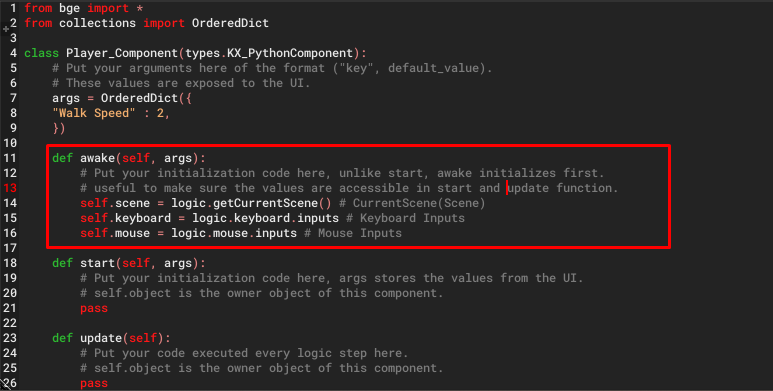 1 from bge import *
2 from collections import OrderedDict
3
4 class Player_Component(types.KX_PythonComponent):
5     # Put your arguments here of the format ("key", default_value).
6     # These values are exposed to the UI.
7     args = OrderedDict({
8     "Walk Speed" : 2,
9     })
10
11     def awake(self, args):
12         # Put your initialization code here, unlike start, awake initializes first.
13         # useful to make sure the values are accessible in start and update function.
14         self.scene = logic.getCurrentScene() # CurrentScene(Scene)
15         self.keyboard = logic.keyboard.inputs # Keyboard Inputs
16         self.mouse = logic.mouse.inputs # Mouse Inputs
17
18     def start(self, args):
19         # Put your initialization code here, args stores the values from the UI.
20         # self.object is the owner object of this component.
21         pass
22
23     def update(self):
24         # Put your code executed every logic step here.
25         # self.object is the owner object of this component.
26         pass